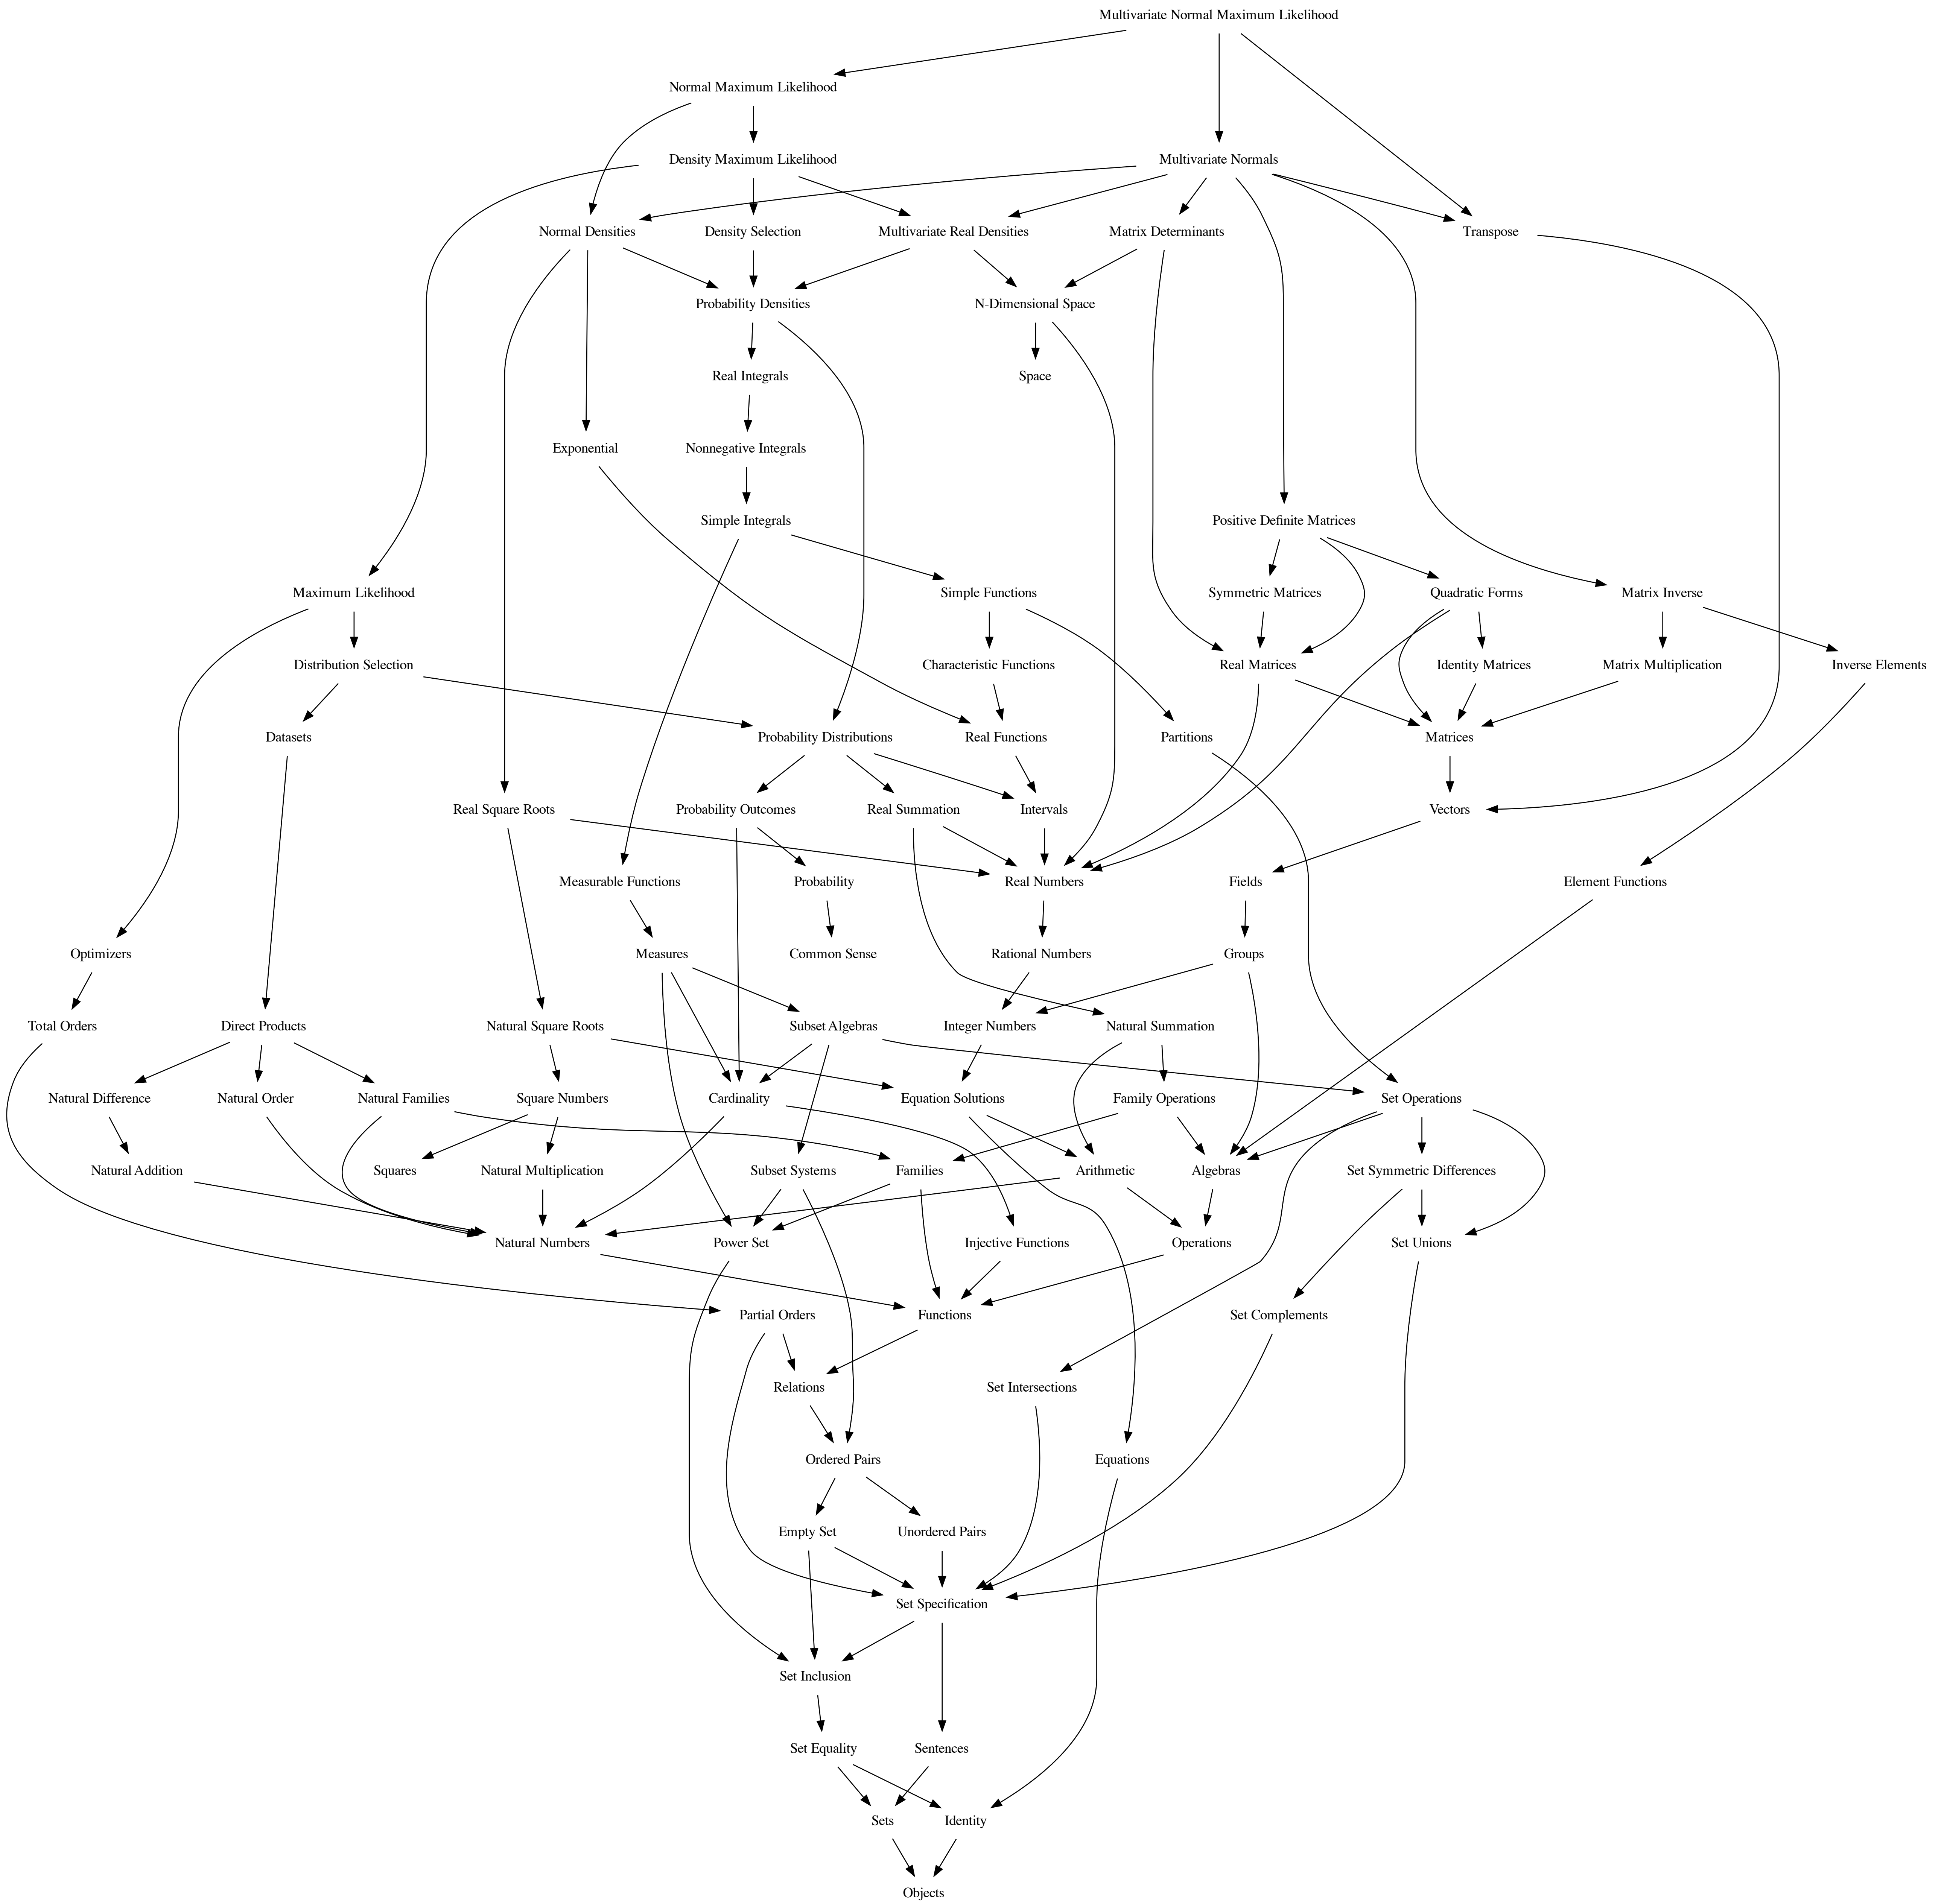 Multivariate Normal Maximum Likelihood
Normal Maximum Likelihood
Density Maximum Likelihood
Multivariate Normals
Normal Densities
Density Selection
Multivariate Real Densities
Matrix Determinants
Transpose
Probability Densities
N-Dimensional Space
Real Integrals
Space
Exponential
Nonnegative Integrals
Simple Integrals
Positive Definite Matrices
Maximum Likelihood
Simple Functions
Symmetric Matrices
Quadratic Forms
Matrix Inverse
Distribution Selection
Characteristic Functions
Real Matrices
Identity Matrices
Matrix Multiplication
Inverse Elements
Datasets
Probability Distributions
Real Functions
Partitions
Matrices
Real Square Roots
Probability Outcomes
Real Summation
Intervals
Vectors
Measurable Functions
Probability
Real Numbers
Fields
Element Functions
Optimizers
Measures
Common Sense
Rational Numbers
Groups
Total Orders
Direct Products
Natural Square Roots
Subset Algebras
Integer Numbers
Natural Summation
Natural Difference
Natural Order
Natural Families
Square Numbers
Cardinality
Equation Solutions
Family Operations
Set Operations
Natural Addition
Squares
Natural Multiplication
Subset Systems
Families
Arithmetic
Algebras
Set Symmetric Differences
Natural Numbers
Power Set
Injective Functions
Operations
Set Unions
Partial Orders
Functions
Set Complements
Relations
Set Intersections
Ordered Pairs
Equations
Empty Set
Unordered Pairs
Set Specification
Set Inclusion
Set Equality
Sentences
Sets
Identity
Objects